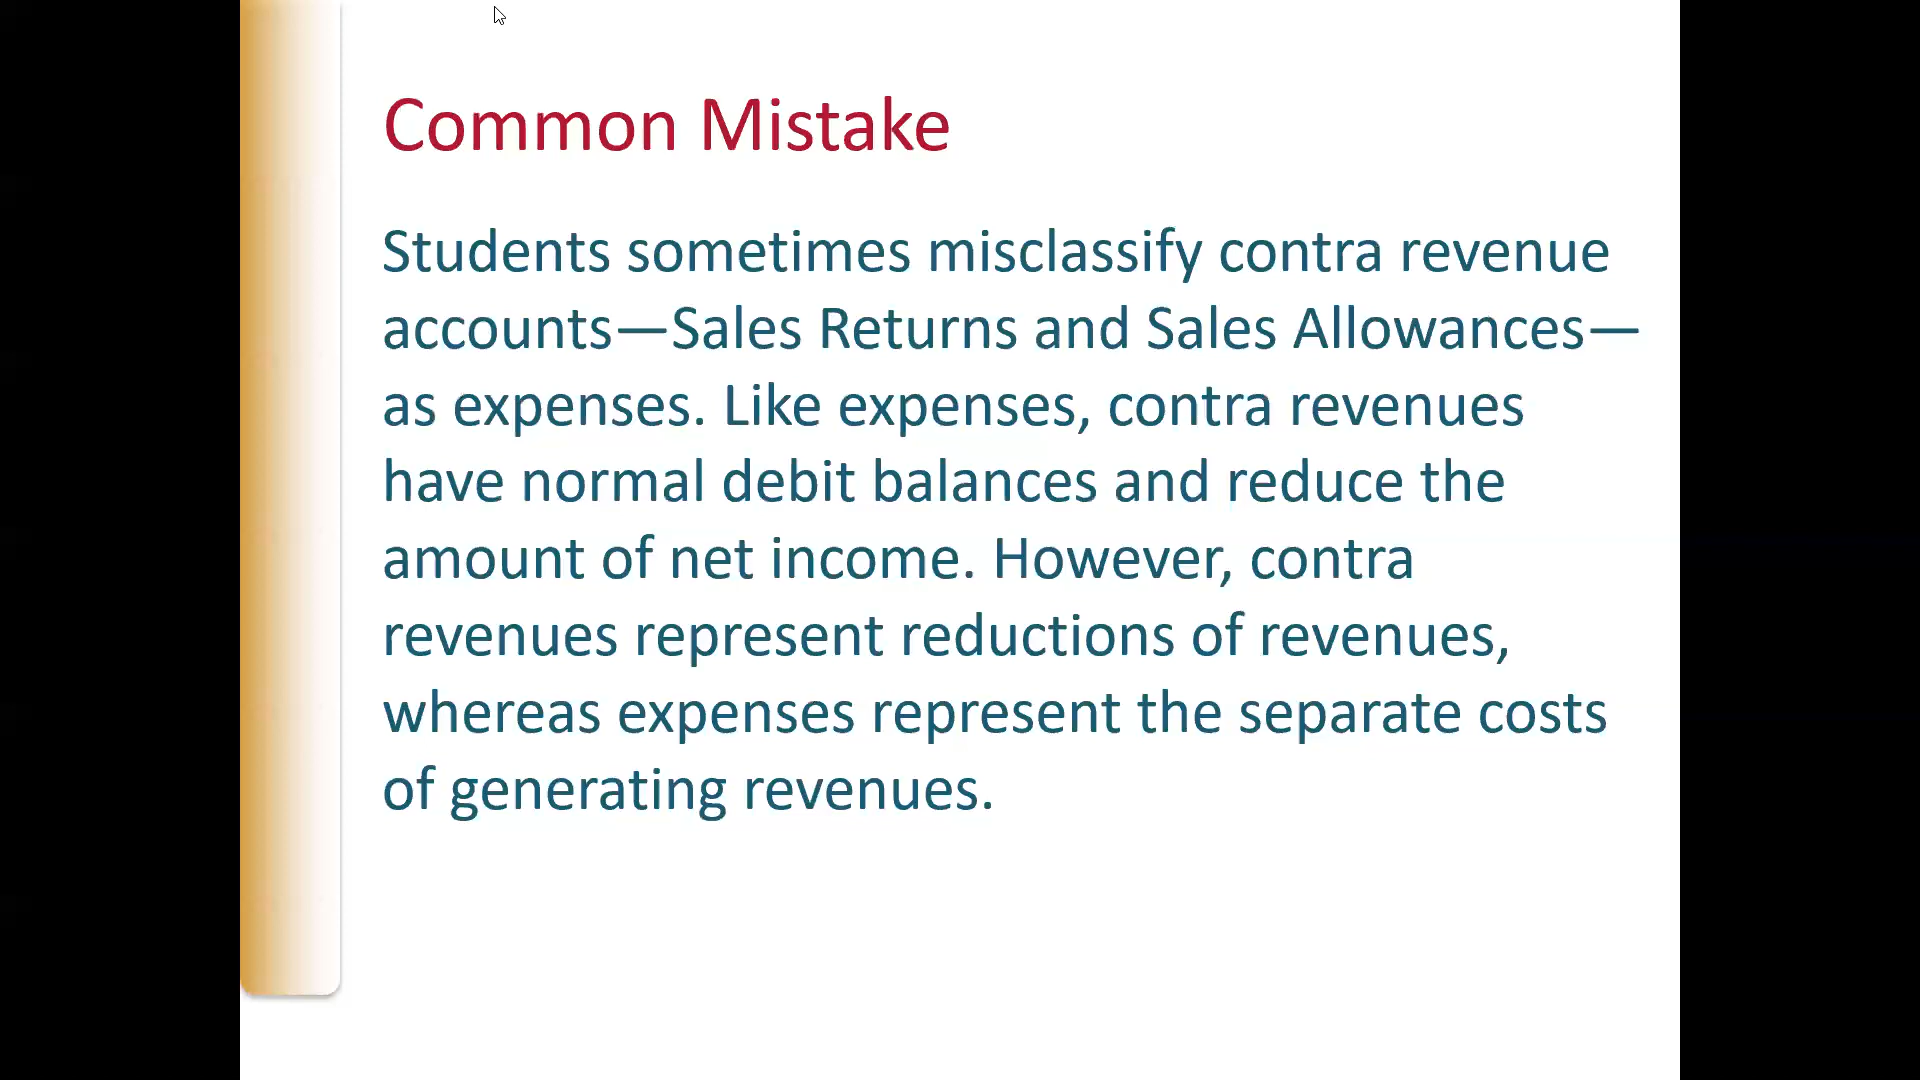 Common Mistake
Students sometimes misclassify contra revenue
accounts—Sales Returns and Sales Allowances—
as expenses. Like expenses, contra revenues
have normal debit balances and reduce the
amount of net income. However, contra
revenues represent reductions of revenues,
whereas expenses represent the separate costs
of generating revenues.